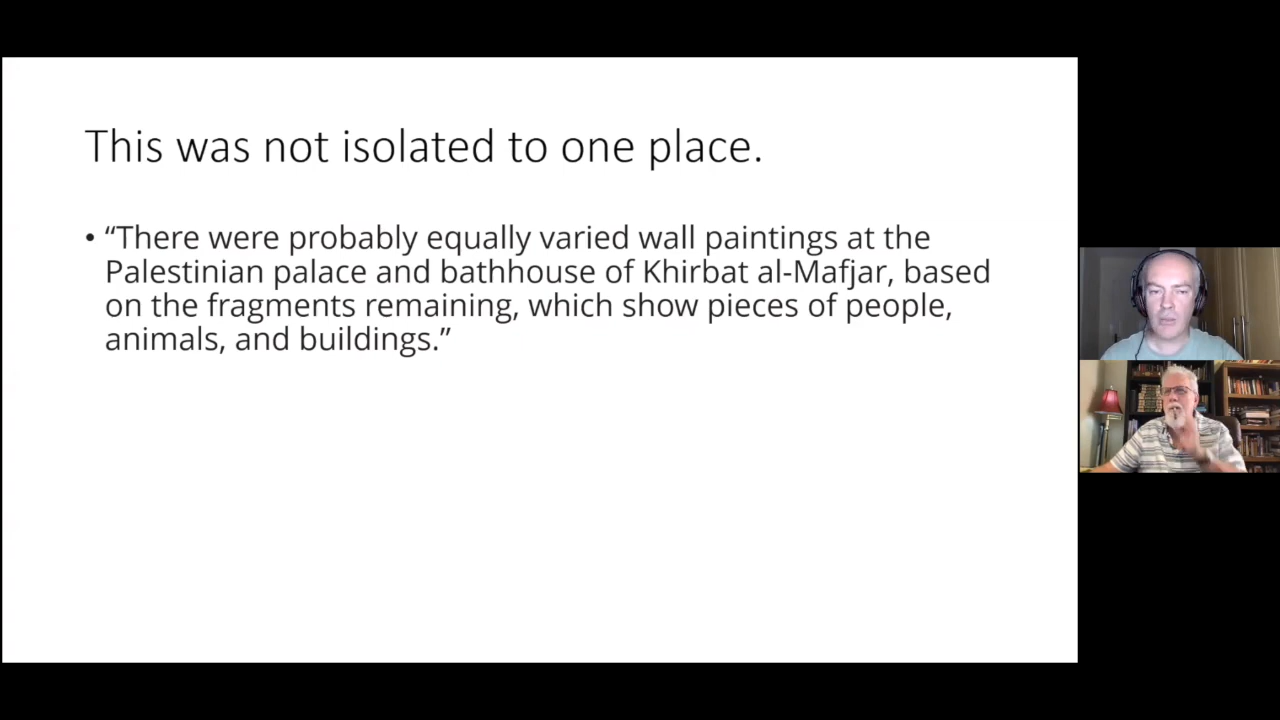 This was not isolated to one place.
• “There were probably equally varied wall paintings at the
Palestinian palace and bathhouse of Khirbat al-Mafjar, based
on the fragments remaining, which show pieces of people,
animals, and buildings.”